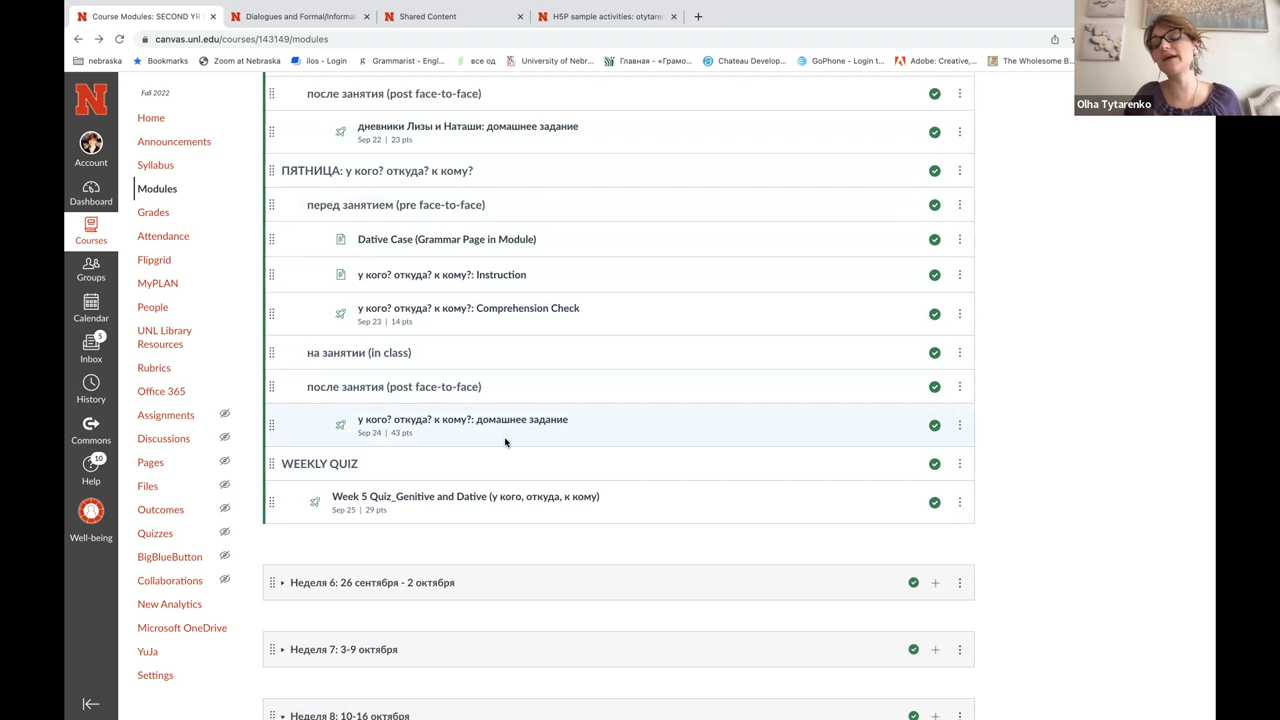 Course Modules: SECOND YR
Dialogues and Formal/Informal
Shared Content
H5P sample activities: otytare
canvas.unl.edu/courses/143149/modules
nebraska
Bookmarks
Zoom at Nebraska
ilos - Login
Grammarist - Engl...
все од
University of Nebr...
Главная - «Грамо...
Chateau Develop...
GoPhone - Login t...
Adobe: Creative,...
The Wholesome B...
Olha Tytarenko
N
Account
Dashboard
Courses
Groups
Calendar
5
Inbox
History
Commons
10
Help
Well-being
Fall 2022
Home
Announcements
Syllabus
Modules
Grades
Attendance
Flipgrid
MyPLAN
People
UNL Library
Resources
Rubrics
Office 365
Assignments
Discussions
Pages
Files
Outcomes
Quizzes
BigBlueButton
Collaborations
New Analytics
Microsoft OneDrive
YuJa
Settings
после занятия (post face-to-face)
дневники Лизы и Наташи: домашнее задание
Sep 22 | 23 pts
ПЯТНИЦА: у кого? откуда? к кому?
перед занятием (pre face-to-face)
Dative Case (Grammar Page in Module)
у кого? откуда? к кому?: Instruction
у кого? откуда? к кому?: Comprehension Check
Sep 23 | 14 pts
на занятии (in class)
после занятия (post face-to-face)
у кого? откуда? к кому?: домашнее задание
Sep 24 | 43 pts
WEEKLY QUIZ
Week 5 Quiz_Genitive and Dative (у кого, откуда, к кому)
Sep 25 | 29 pts
Неделя 6: 26 сентября - 2 октября
Неделя 7: 3-9 октября
Неделя 8: 10-16 октября